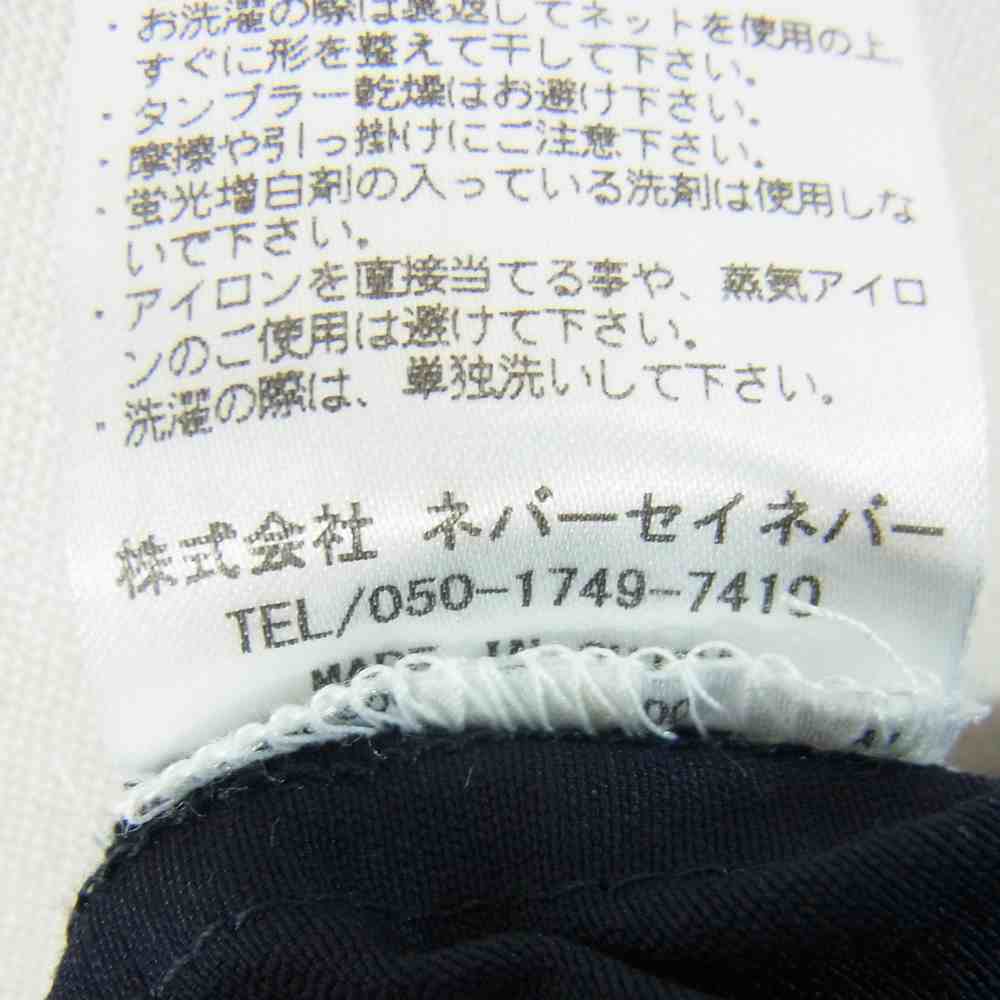 ・お洗濯の際は裏返してネットを使用の上、
すぐに形を整えて干して下さい。
・タンブラー乾燥はお避け下さい。
・摩擦や引っ掛けにご注意下さい。
・蛍光増白剤の入っている洗剤は使用しな
いで下さい。
・アイロンを直接当てる事や、蒸気アイロ
ンのご使用は避けて下さい。
・洗濯の際は、単独洗いして下さい。
株式会社 ネバーセイネバー
TEL/050-1749-7410
MADE IN